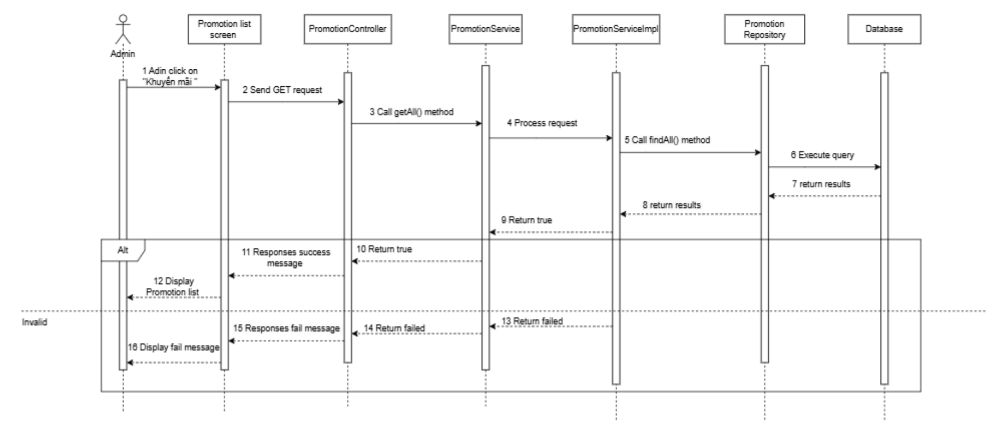 Promotion list
screen
PromotionController
PromotionService
PromotionServiceImpl
Promotion
Repository
Database
Admin
1 Adin click on
"Khuyến mãi "
2 Send GET request
3 Call getAll() method
4 Process request
5 Call findAll() method
6 Execute query
7 return results
8 return results
9 Return true
Alt
10 Return true
11 Responses success
message
12 Display
Promotion list
Invalid
13 Return failed
14 Return failed
15 Responses fail message
16 Display fail message